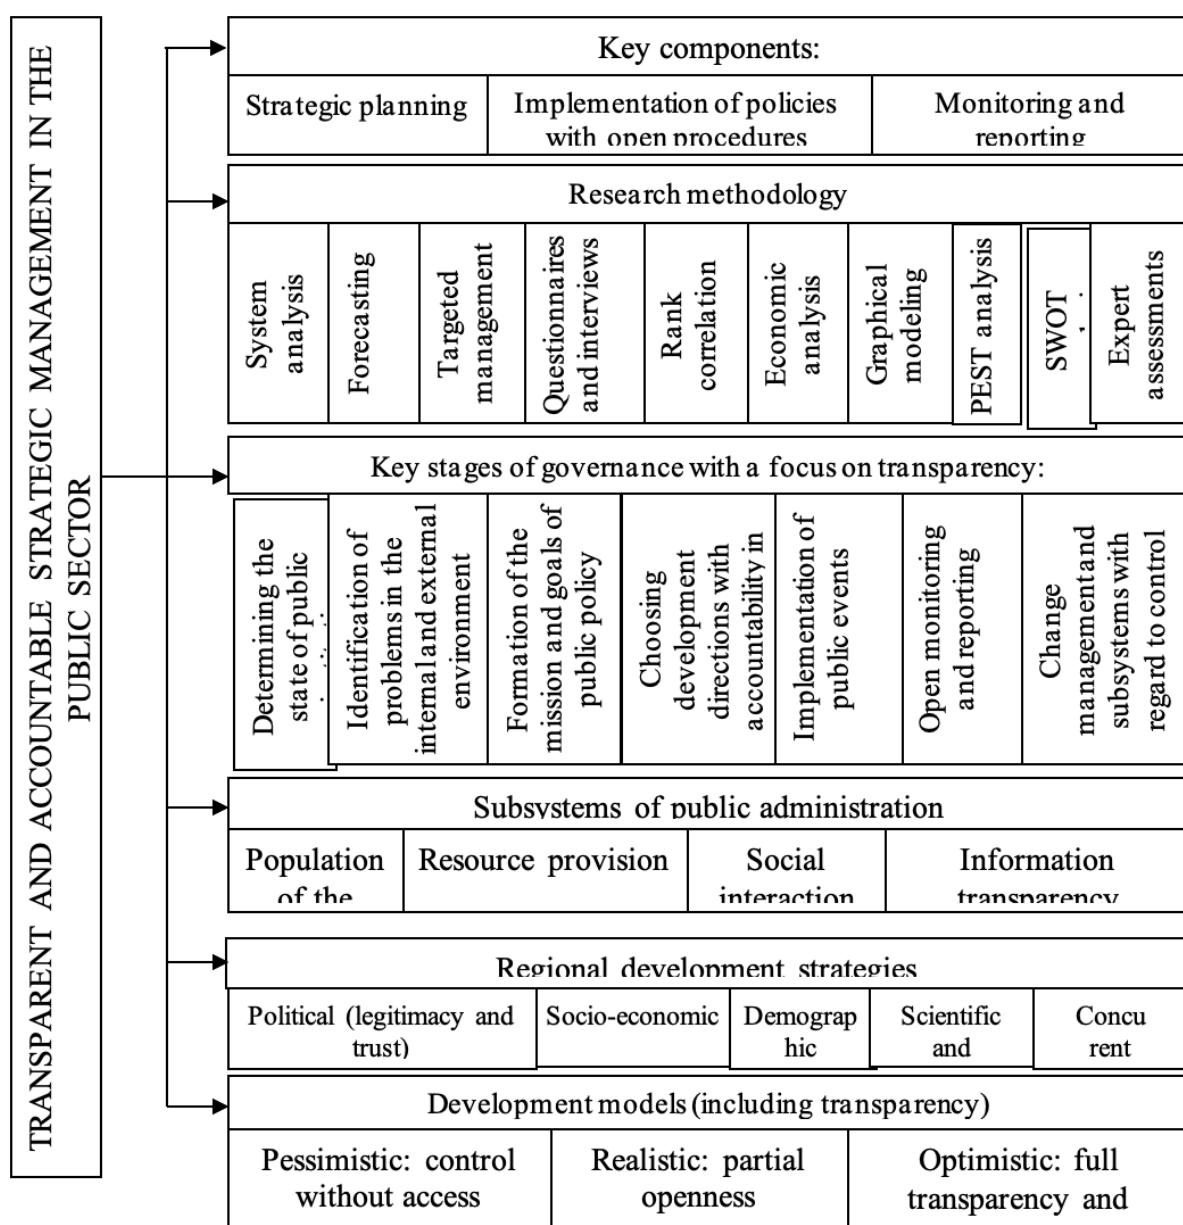 TRANSPARENT AND ACCOUNTABLE STRATEGIC MANAGEMENT IN THE
PUBLIC SECTOR
Key components:
Strategic planning
Implementation of policies
with open procedures
Monitoring and
reporting
Research methodology
System
analysis
Forecasting
Targeted
management
Questionnaires
and interviews
Rank
correlation
Economic
analysis
Graphical
modeling
PEST analysis
SWOT
Expert
assessments
Key stages of governance with a focus on transparency:
Determining the
state of public
Identification of
problems in the
internal and external
environment
Formation of the
mission and goals of
public policy
Choosing
development
directions with
accountability in
Implementation of
public events
Open monitoring
and reporting
Change
management and
subsystems with
regard to control
Subsystems of public administration
Population
of the
Resource provision
Social
interaction
Information
transparency
Regional development strategies
Political (legitimacy and
trust)
Socio-economic
Demograp
hic
Scientific
and
Concu
rent
Development models (including transparency)
Pessimistic: control
without access
Realistic: partial
openness
Optimistic: full
transparency and